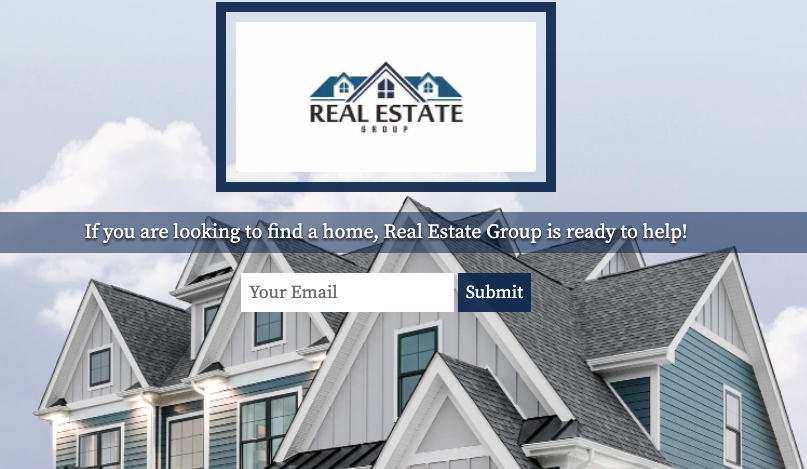 REAL ESTATE
GROUP
If you are looking to find a home, Real Estate Group is ready to help!
Your Email Submit